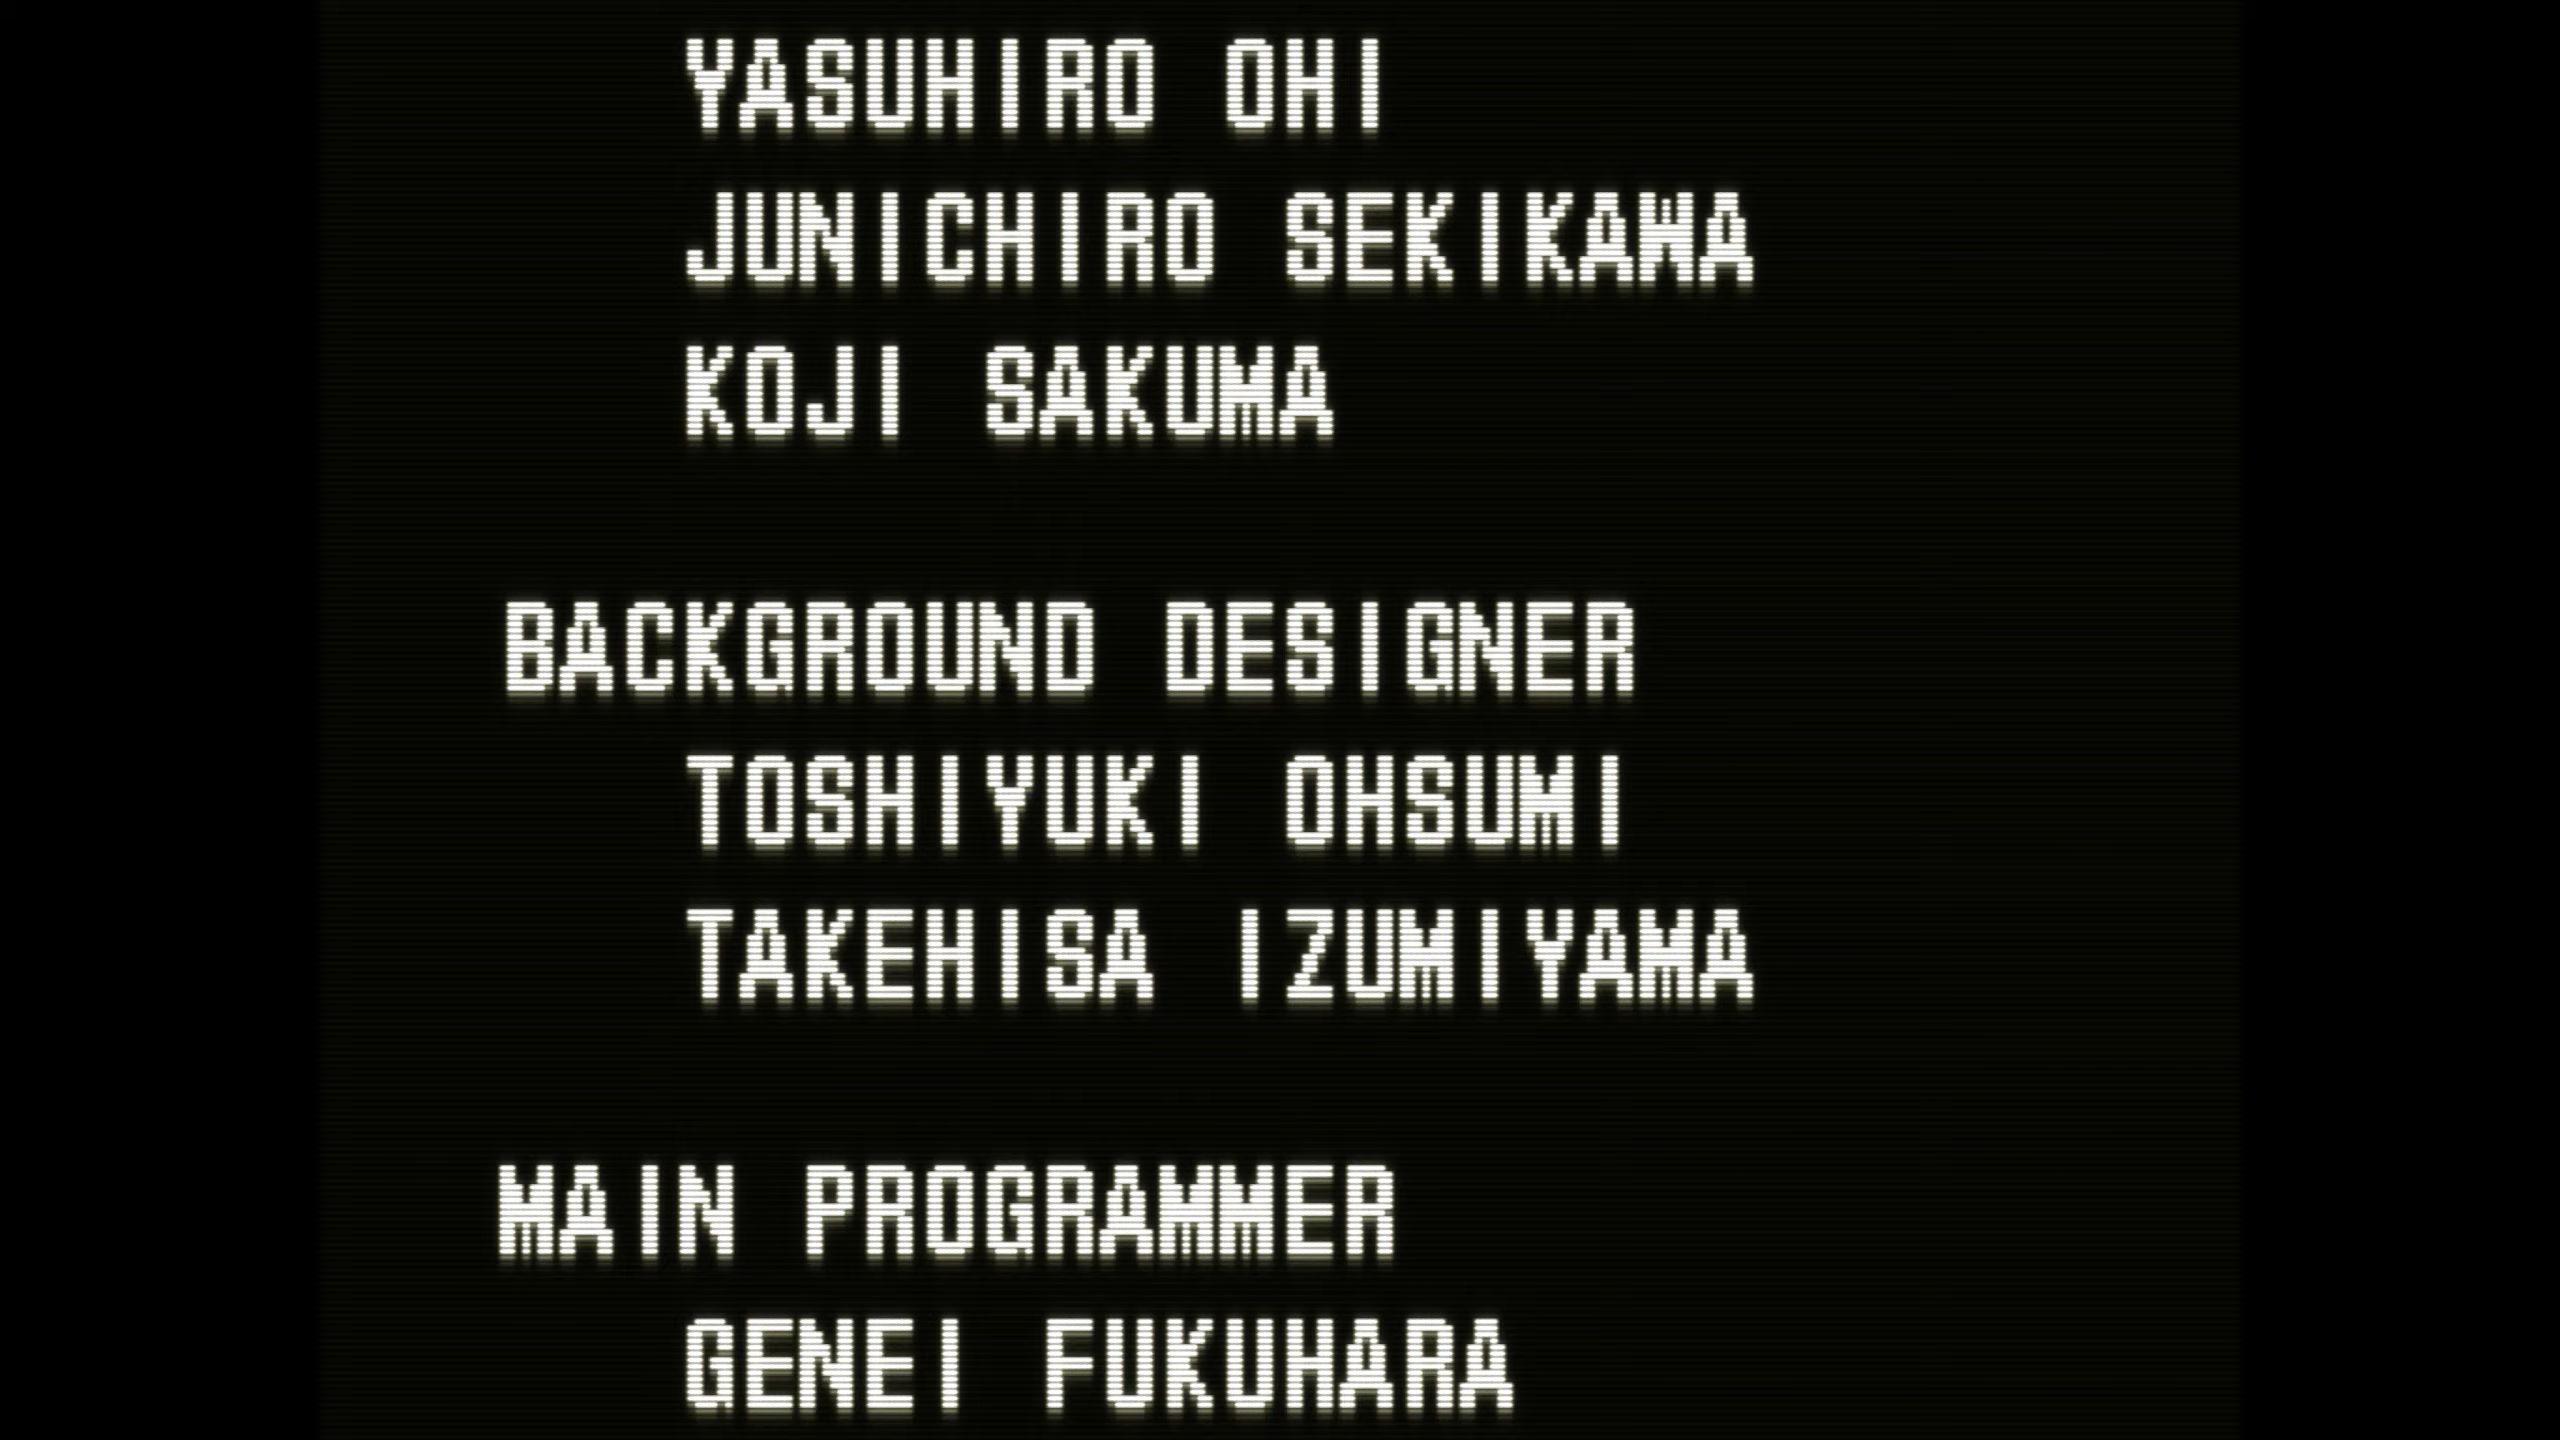 YASUHIRO OHI
JUNICHIRO SEKIKAWA
KOJI SAKUMA
BACKGROUND DESIGNER
TOSHIYUKI OHSUMI
TAKEHISA IZUMIYAMA
MAIN PROGRAMMER
GENEI FUKUHARA